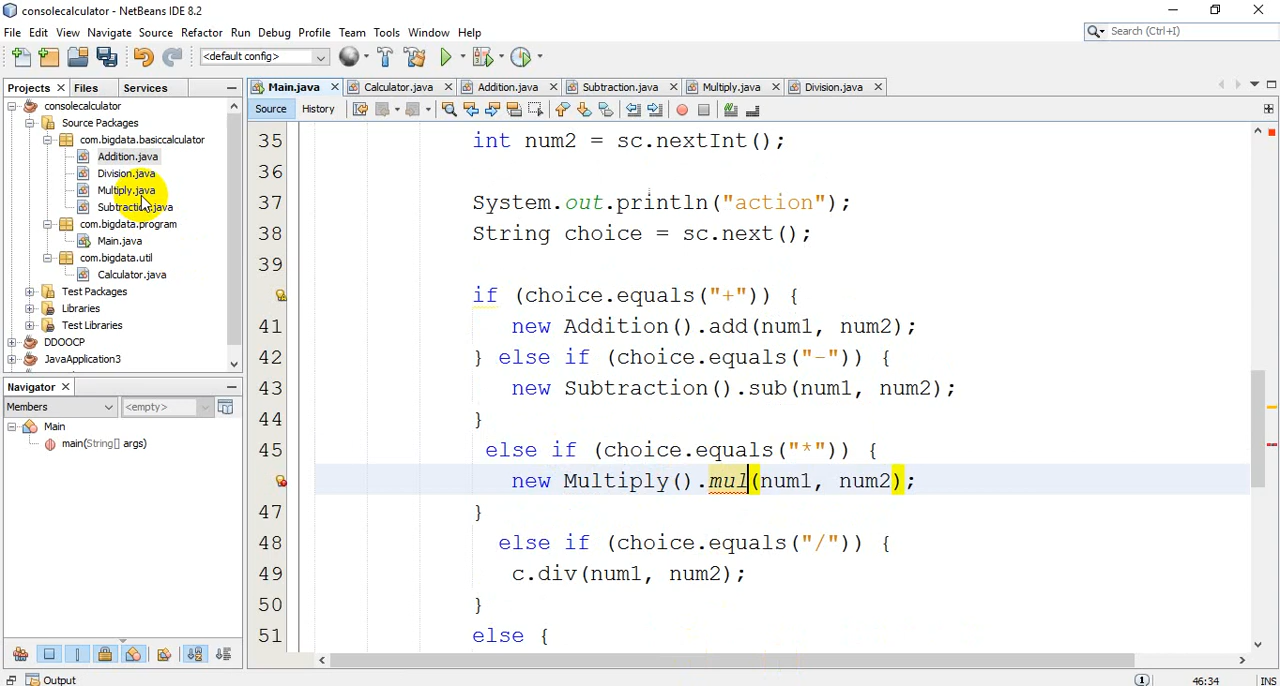 consolecalculator - NetBeans IDE 8.2
File Edit View Navigate Source Refactor Run Debug Profile Team Tools Window Help
Search (Ctrl+I)
<default config>
Projects Files Services
Main.java Calculator.java Addition.java Subtraction.java Multiply.java Division.java
Source History
consolecalculator
Source Packages
com.bigdata.basiccalculator
Addition.java
Division.java
Multiply.java
Subtraction.java
com.bigdata.program
Main.java
com.bigdata.util
Calculator.java
Test Packages
Libraries
Test Libraries
DDOOCP
JavaApplication3
Navigator
Members <empty>
Main
main(String[] args)
35 int num2 = sc.nextInt();
36
37 System.out.println("action");
38 String choice = sc.next();
39
if (choice.equals("+")) {
41 new Addition().add(num1, num2);
42 } else if (choice.equals("-")) {
43 new Subtraction().sub(num1, num2);
44 }
45 else if (choice.equals("*")) {
new Multiply().mul(num1, num2);
47 }
48 else if (choice.equals("/")) {
49 c.div(num1, num2);
50 }
51 else {
Output
1 46:34 INS